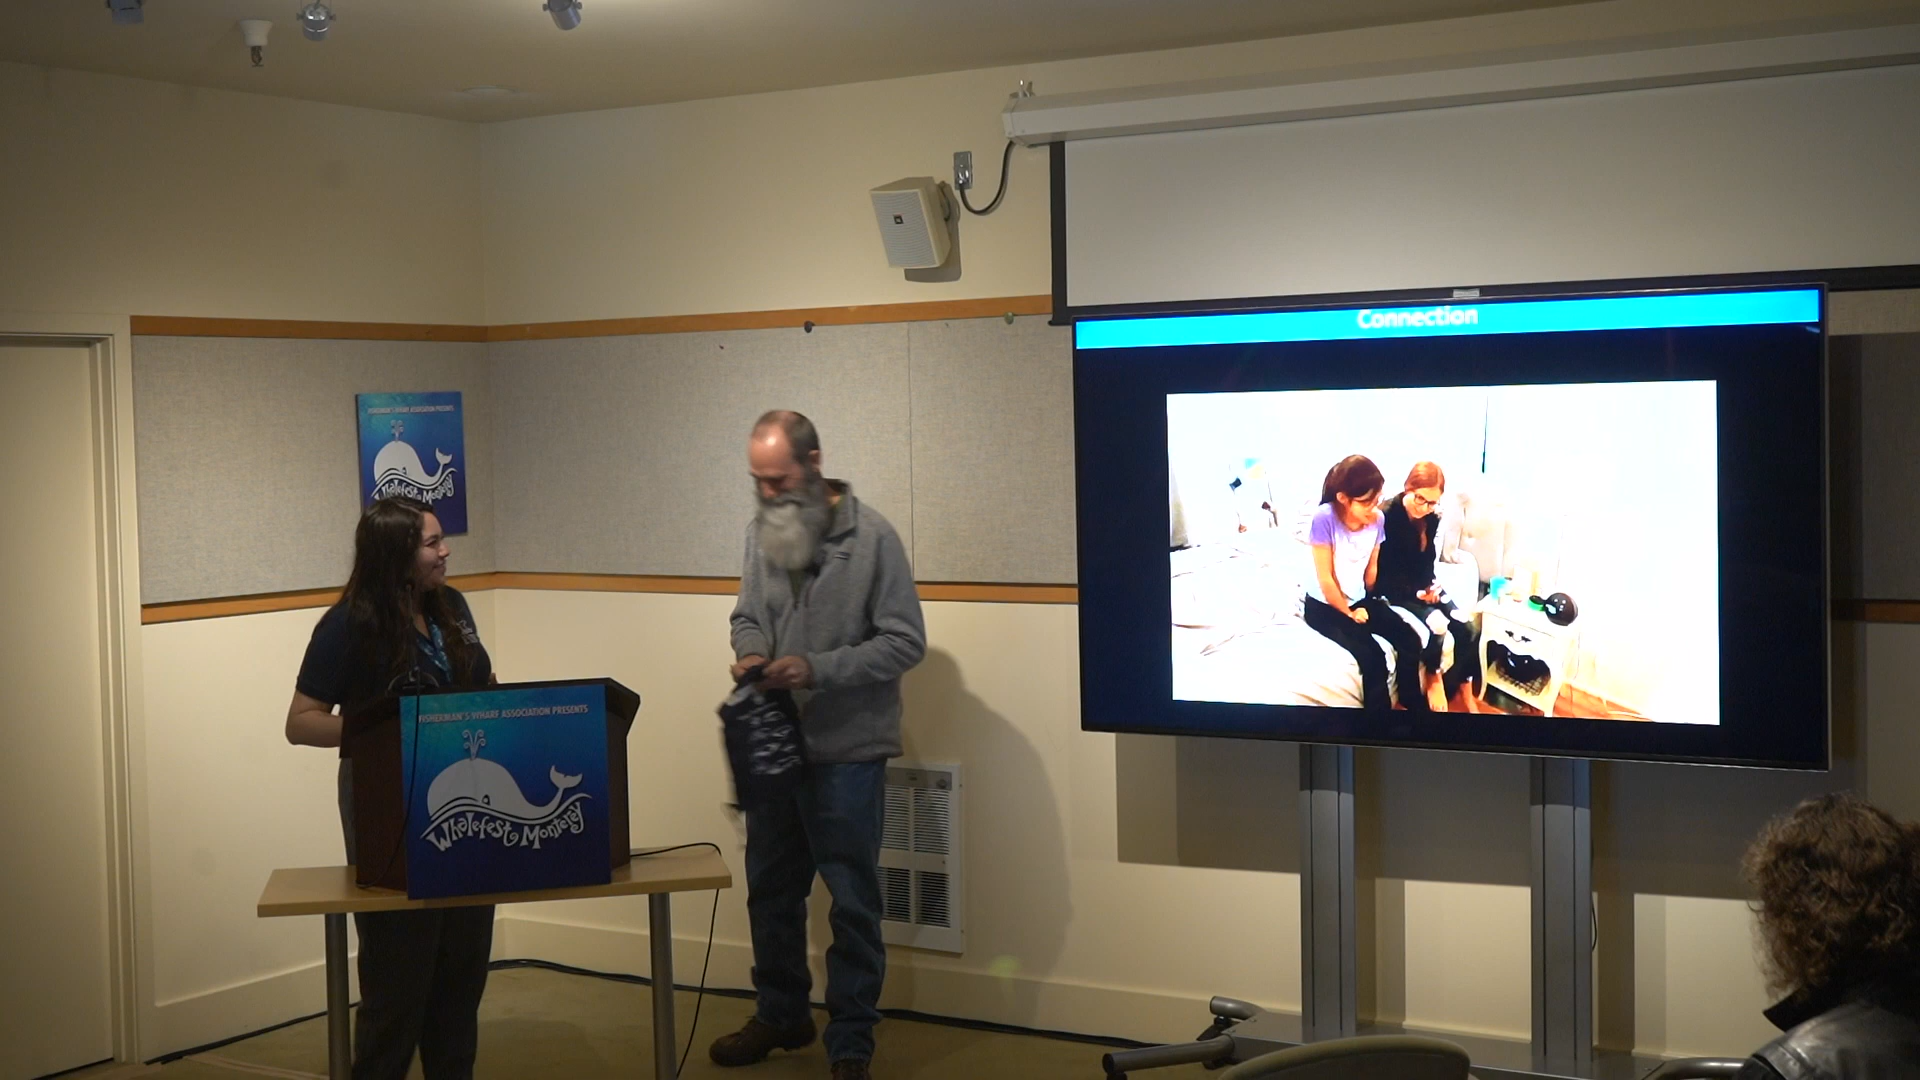 FISHERMAN'S WHARF ASSOCIATION PRESENTS
Whalefest Monterey
FISHERMAN'S WHARF ASSOCIATION PRESENTS
Whalefest Monterey
Connection